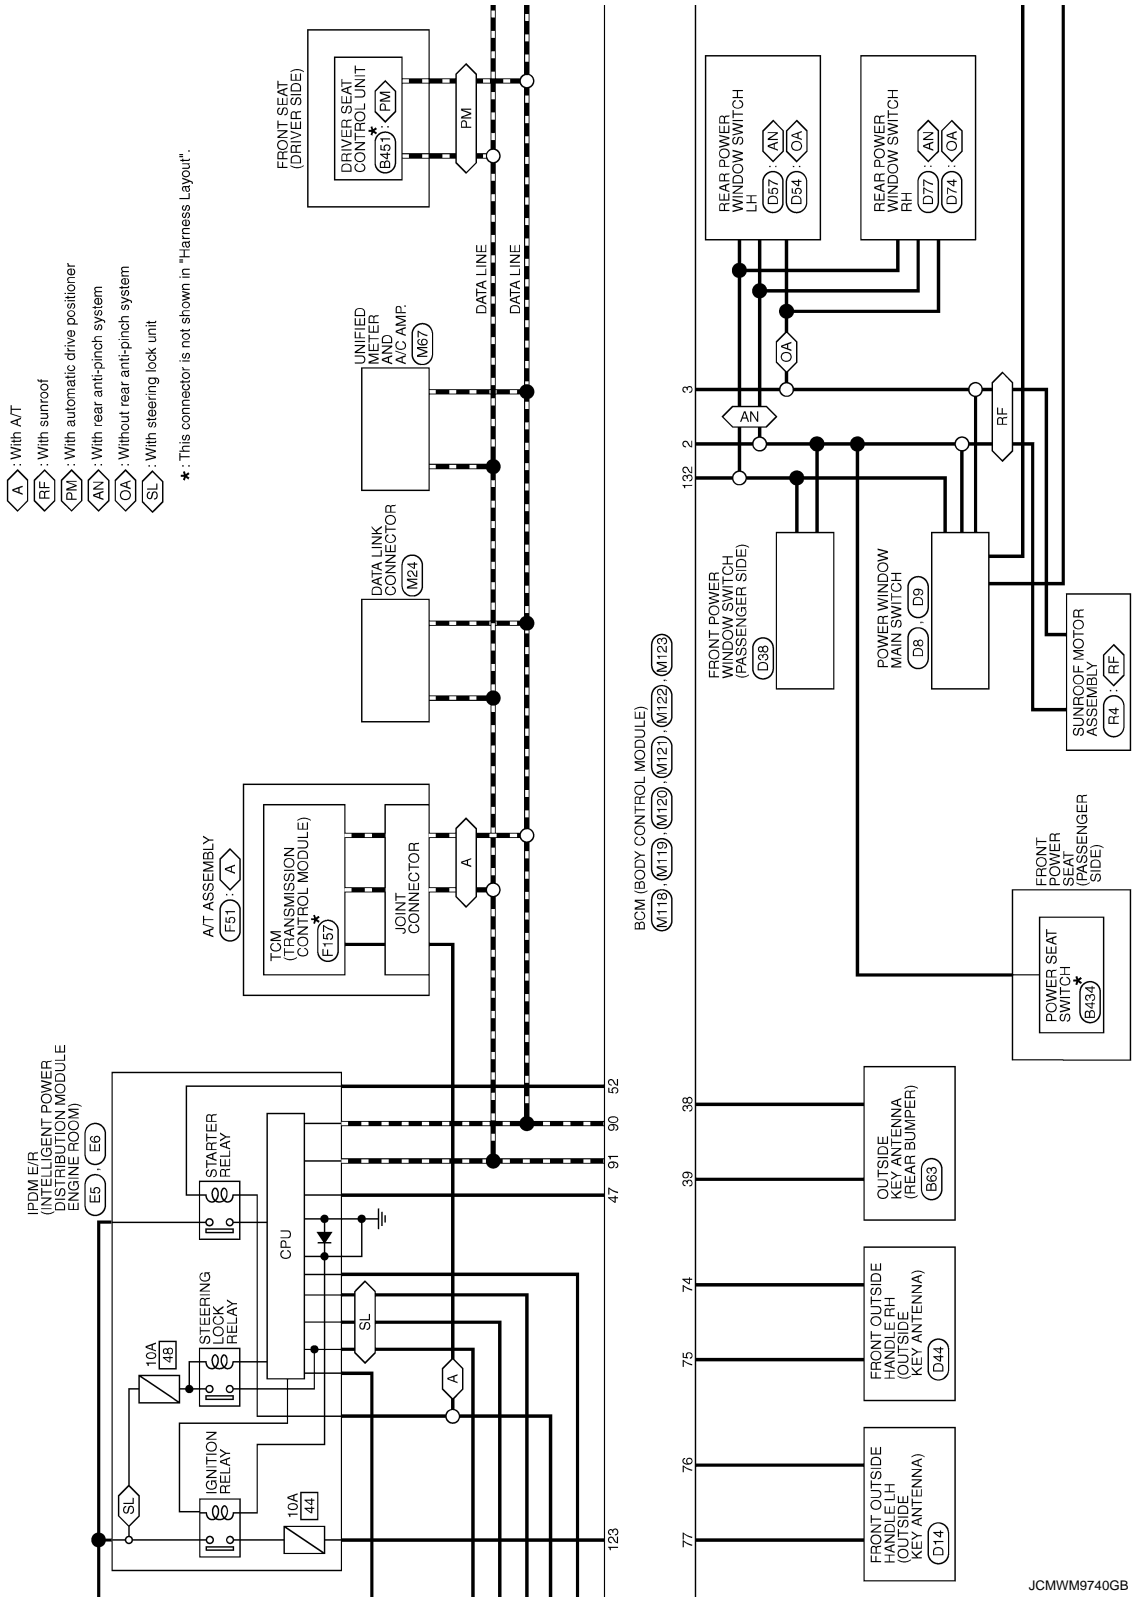 A : With A/T
RF : With sunroof
PM : With automatic drive positioner
AN : With rear anti-pinch system
OA : Without rear anti-pinch system
SL : With steering lock unit
* : This connector is not shown in "Harness Layout".
IPDM E/R
(INTELLIGENT POWER
DISTRIBUTION MODULE
ENGINE ROOM)
E5 , E6
SL
IGNITION
RELAY
10A
44
10A
48
STEERING
LOCK
RELAY
STARTER
RELAY
CPU
SL
A
A/T ASSEMBLY
F51 : A
TCM
(TRANSMISSION
CONTROL MODULE)
*
F157
JOINT
CONNECTOR
A
DATA LINK
CONNECTOR
M24
UNIFIED
METER
AND
A/C AMP.
M67
FRONT SEAT
(DRIVER SIDE)
DRIVER SEAT
CONTROL UNIT
*
B451 : PM
PM
DATA LINE
DATA LINE
123
47
91
90
52
BCM (BODY CONTROL MODULE)
M118 , M119 , M120 , M121 , M122 , M123
77
76
75
74
39
38
132
2
3
FRONT OUTSIDE
HANDLE LH
(OUTSIDE
KEY ANTENNA)
D14
FRONT OUTSIDE
HANDLE RH
(OUTSIDE
KEY ANTENNA)
D44
OUTSIDE
KEY ANTENNA
(REAR BUMPER)
B63
FRONT
POWER
SEAT
(PASSENGER
SIDE)
POWER SEAT
SWITCH
*
B434
FRONT POWER
WINDOW SWITCH
(PASSENGER SIDE)
D38
POWER WINDOW
MAIN SWITCH
D8 , D9
SUNROOF MOTOR
ASSEMBLY
R4 : RF
AN
OA
RF
REAR POWER
WINDOW SWITCH
LH
D57 : AN
D54 : OA
REAR POWER
WINDOW SWITCH
RH
D77 : AN
D74 : OA
JCMWM9740GB